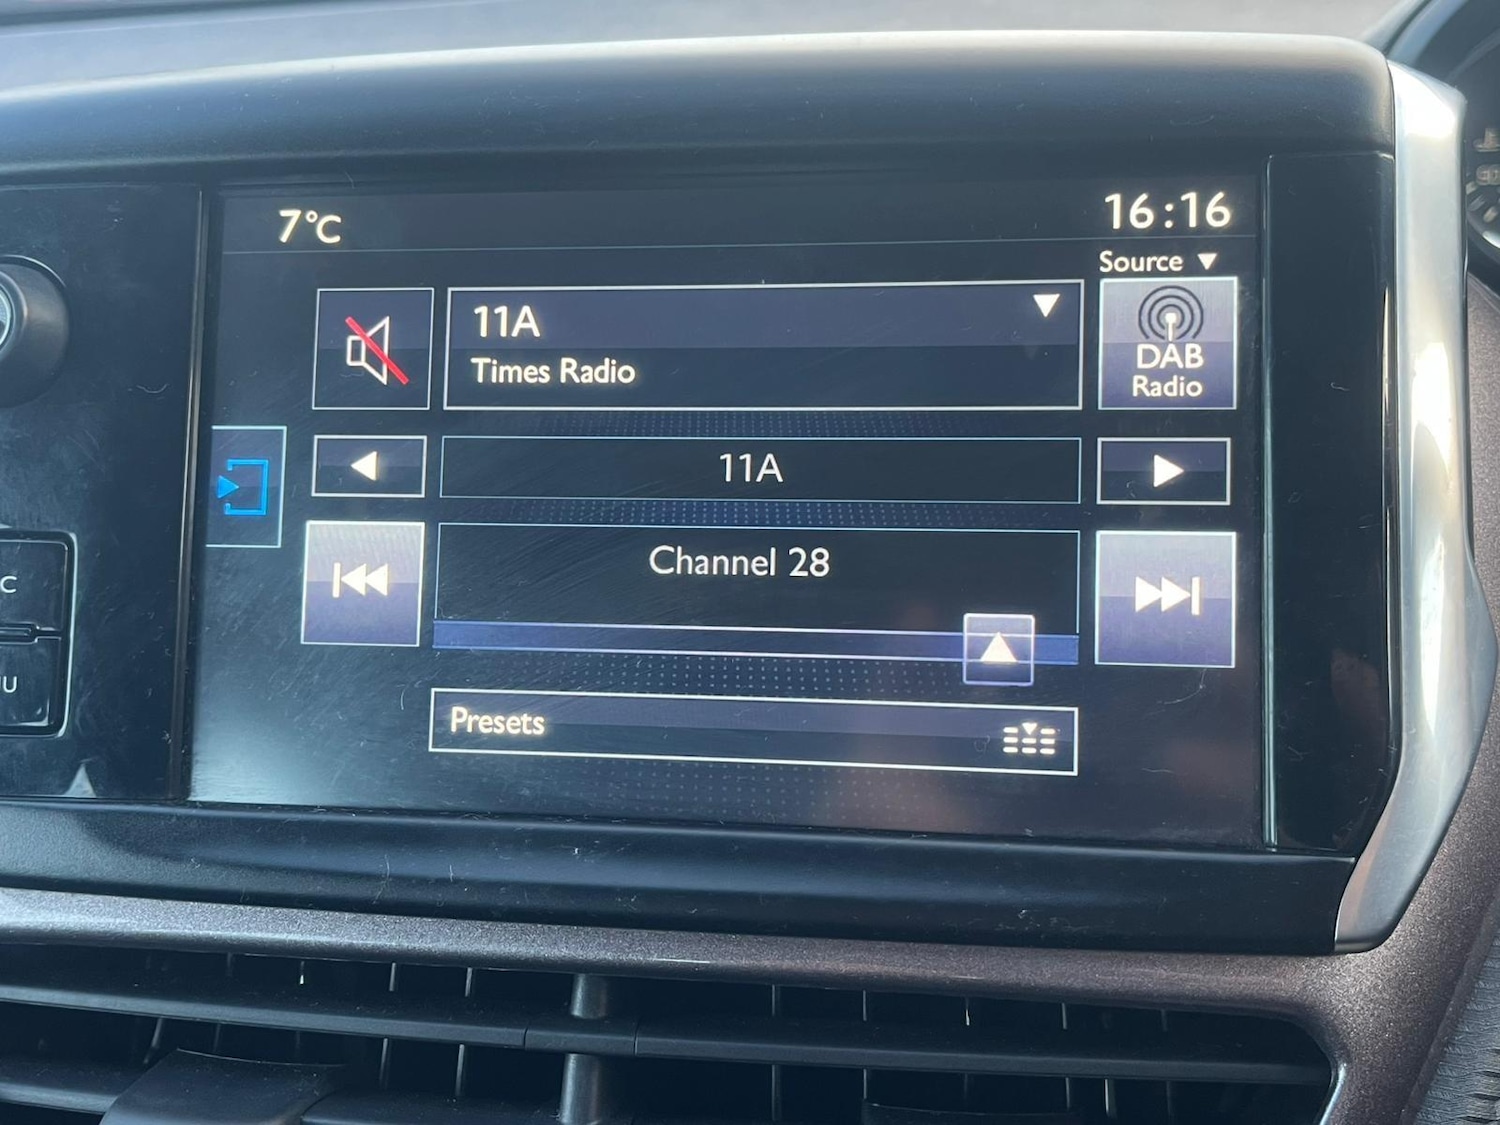 7°C
16:16
Source
11A
Times Radio
DAB
Radio
11A
Channel 28
Presets